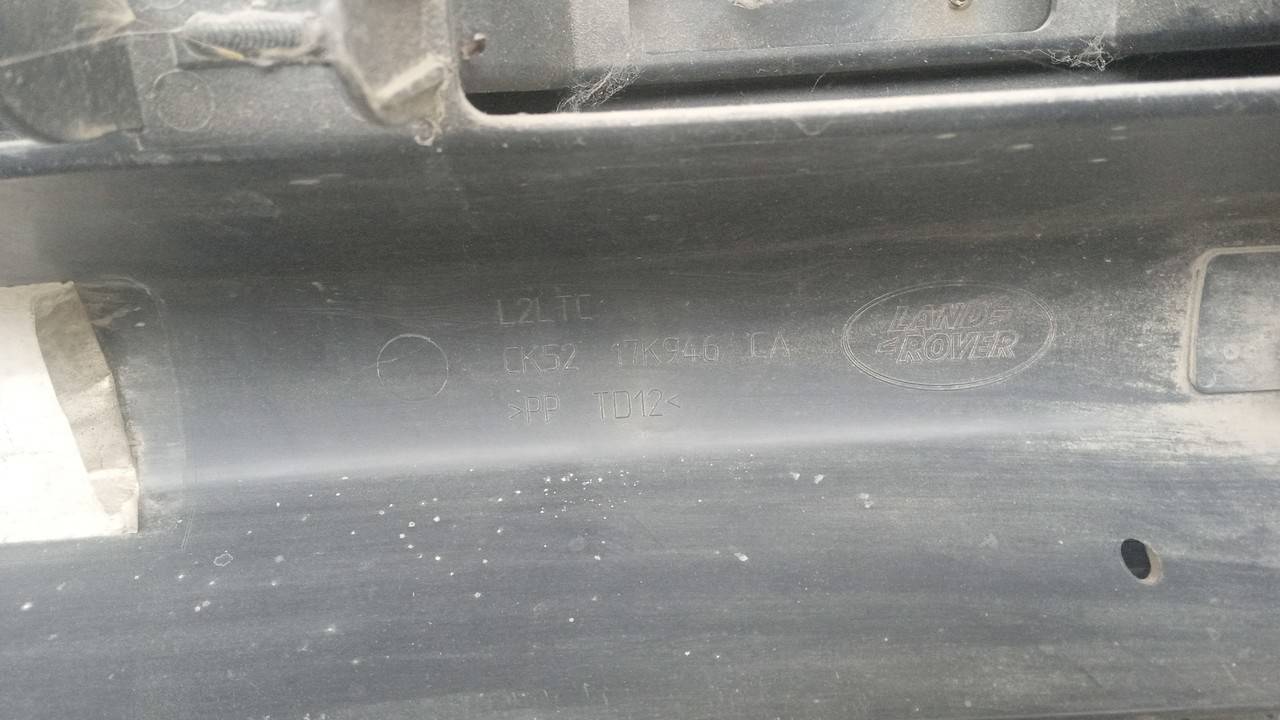 L2LTC
CK52 17K946 CA
>PP TD12<
LAND-
ROVER